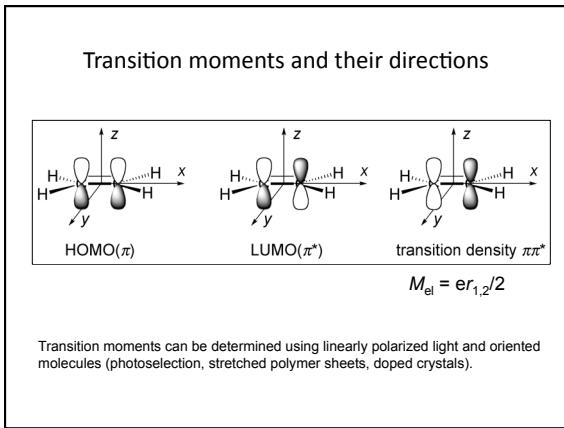 Transition moments and their directions
z z z
H H x H H x H H x
H H H H H H
y y y
HOMO(π) LUMO(π*) transition density ππ*
Mel = er1,2/2
Transition moments can be determined using linearly polarized light and oriented
molecules (photoselection, stretched polymer sheets, doped crystals).